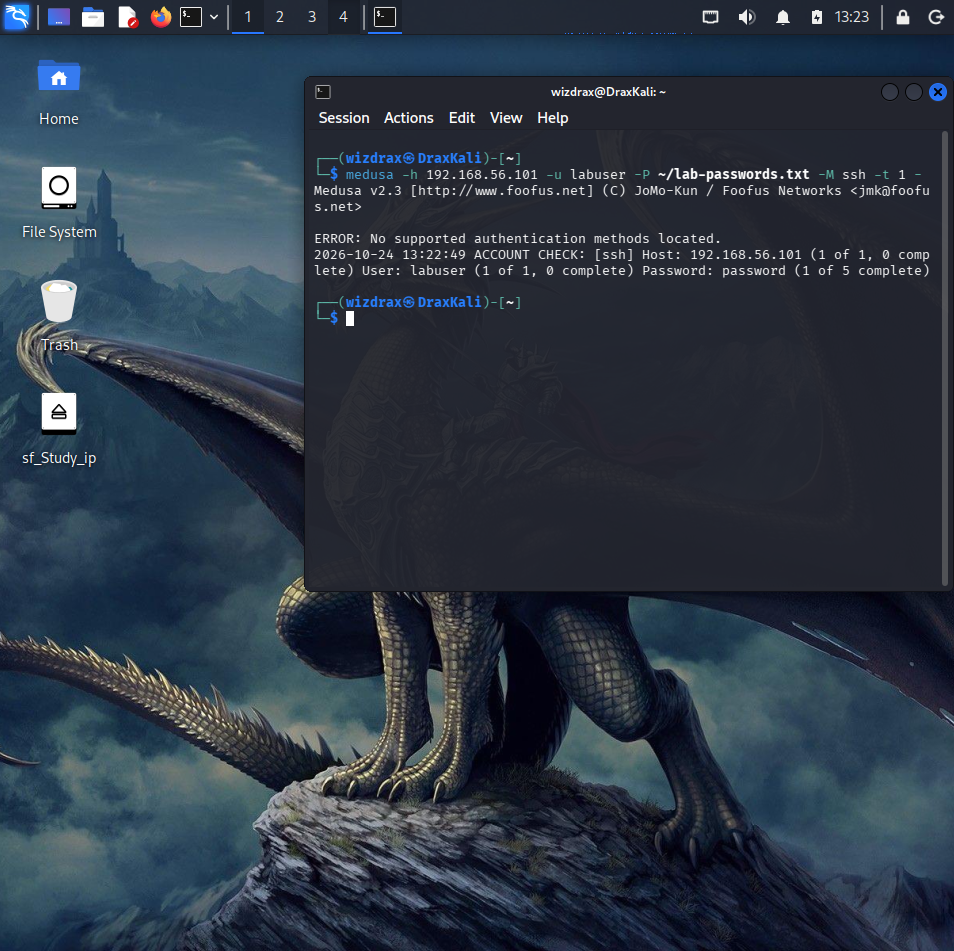 1 2 3 4 13:23
Home
File System
Trash
sf_Study_ip
wizdrax@DraxKali: ~
Session Actions Edit View Help
┌──(wizdrax㉿DraxKali)-[~]
└─$ medusa -h 192.168.56.101 -u labuser -P ~/lab-passwords.txt -M ssh -t 1 -
Medusa v2.3 [http://www.foofus.net] (C) JoMo-Kun / Foofus Networks <jmk@foofu
s.net>
ERROR: No supported authentication methods located.
2026-10-24 13:22:49 ACCOUNT CHECK: [ssh] Host: 192.168.56.101 (1 of 1, 0 comp
lete) User: labuser (1 of 1, 0 complete) Password: password (1 of 5 complete)
┌──(wizdrax㉿DraxKali)-[~]
└─$